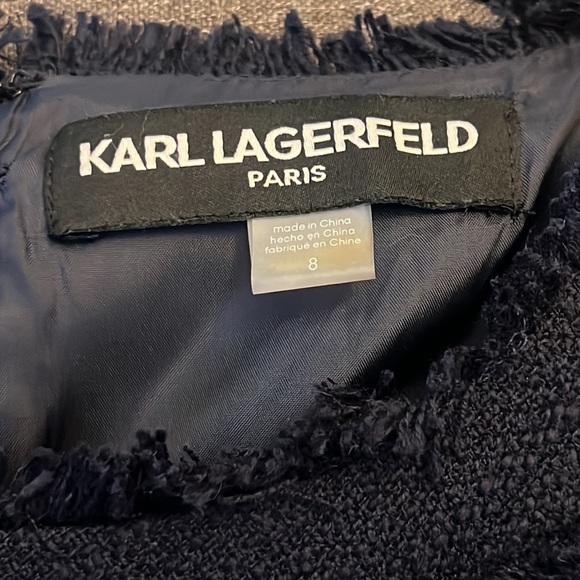 KARL LAGERFELD
PARIS
made in China
hecho en China
fabriqué en Chine
8